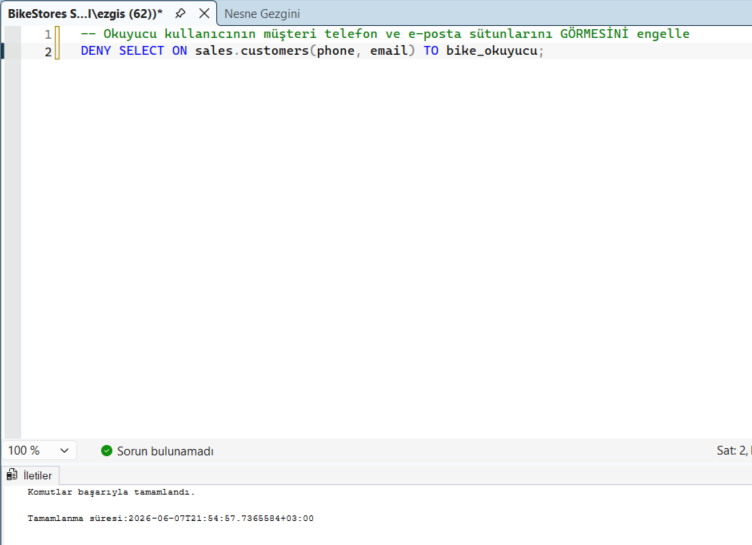 BikeStores S...l\ezgis (62))*
Nesne Gezgini
1 -- Okuyucu kullanıcının müşteri telefon ve e-posta sütunlarını GÖRMESİNİ engelle
2 DENY SELECT ON sales.customers(phone, email) TO bike_okuyucu;
100 %
Sorun bulunamadı
Sat: 2,
İletiler
Komutlar başarıyla tamamlandı.
Tamamlanma süresi:2026-06-07T21:54:57.7365584+03:00